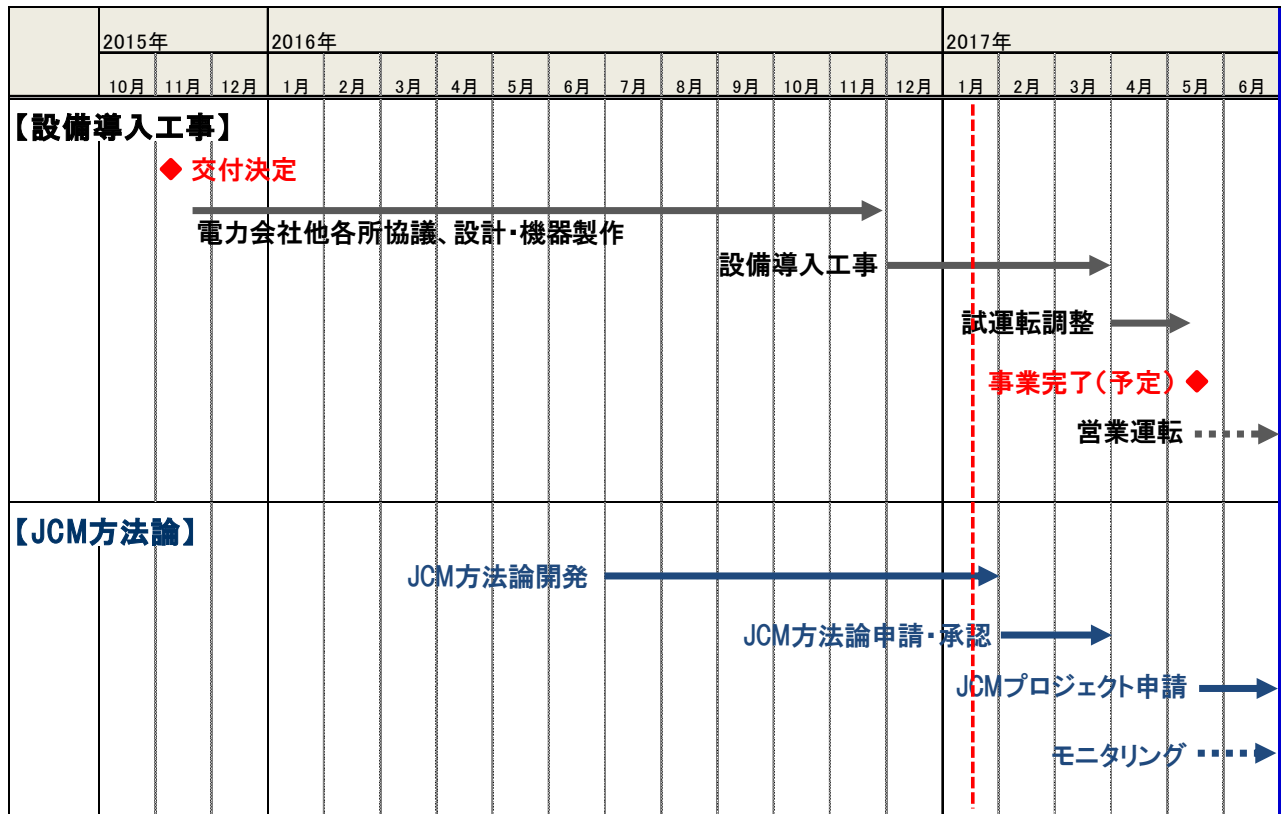 2015年 2016年 2017年
10月 11月 12月 1月 2月 3月 4月 5月 6月 7月 8月 9月 10月 11月 12月 1月 2月 3月 4月 5月 6月
【設備導入工事】
◆ 交付決定
電力会社他各所協議、設計・機器製作
設備導入工事
試運転調整
事業完了(予定) ◆
営業運転
【JCM方法論】
JCM方法論開発
JCM方法論申請・承認
JCMプロジェクト申請
モニタリング